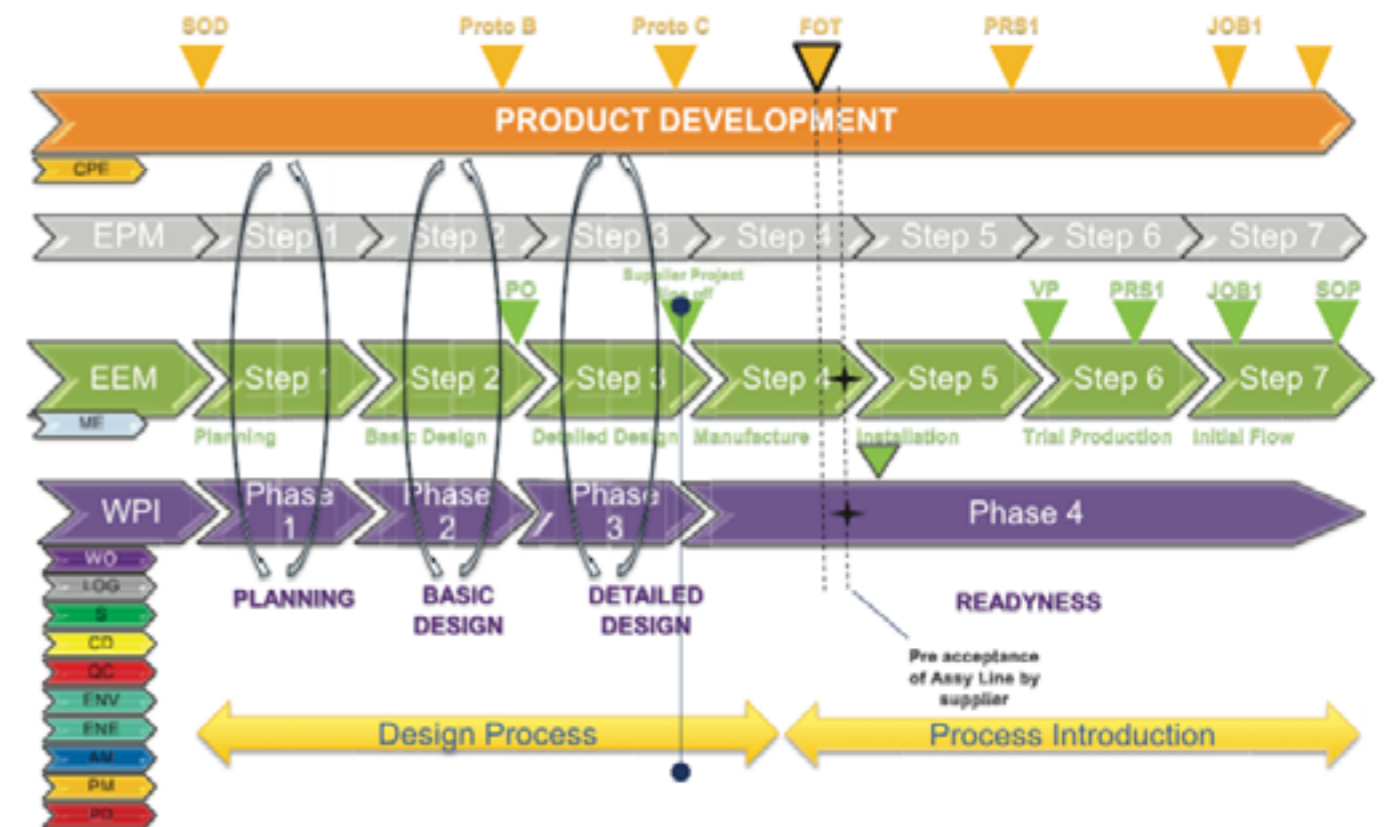 SOD Proto B Proto C FOT PRS1 JOB1
PRODUCT DEVELOPMENT
CPE
EPM Step 1 Step 2 Step 3 Step 4 Step 5 Step 6 Step 7
Supplier Project
PO off VP PRS1 JOB1 SOP
EEM Step 1 Step 2 Step 3 Step 4 Step 5 Step 6 Step 7
ME
Planning Basic Design Detailed Design Manufacture Installation Trial Production Initial Flow
WPI Phase 1 Phase 2 Phase 3 Phase 4
WO
LOG
S
CD
QC
ENV
ENE
AM
PM
PD
PLANNING
BASIC
DESIGN
DETAILED
DESIGN
READYNESS
Pre acceptance
of Assy Line by
supplier
Design Process
Process Introduction